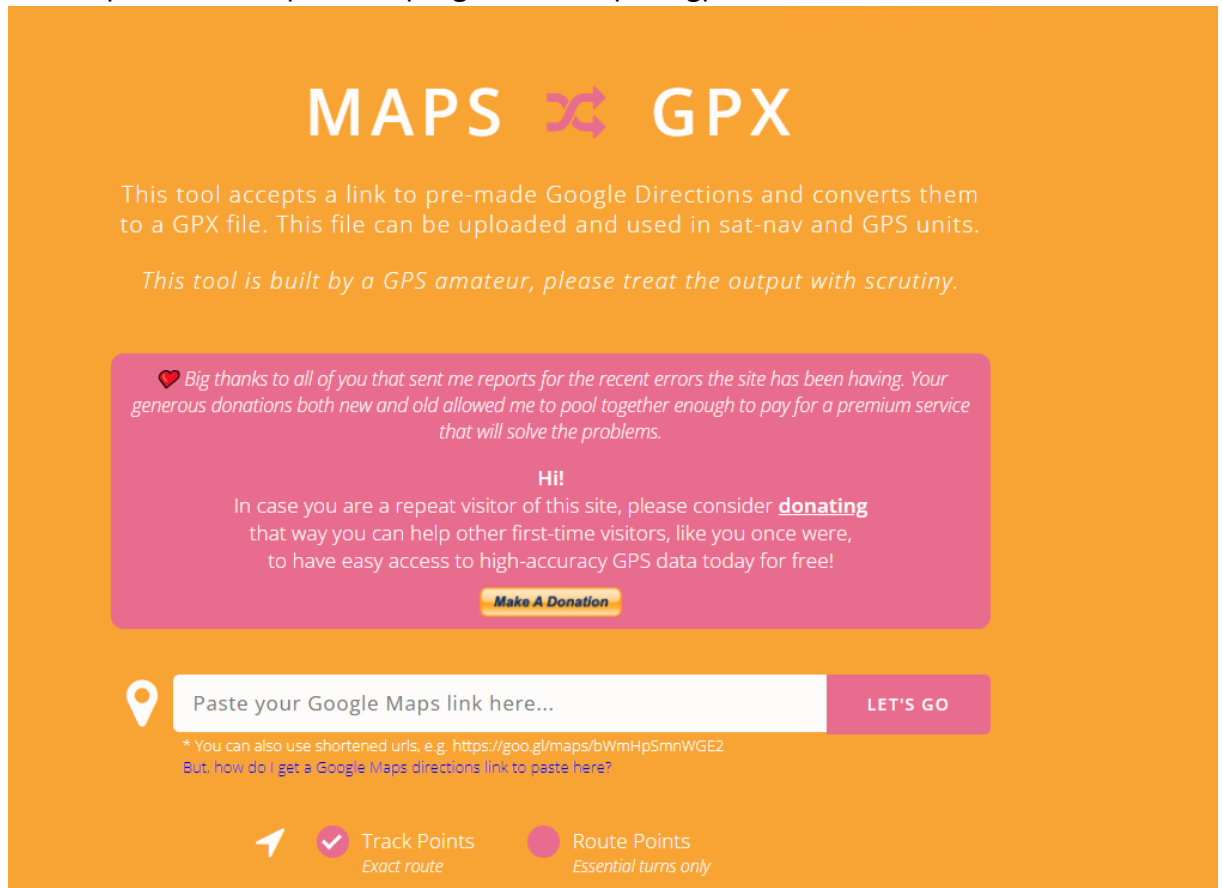 MAPS GPX
This tool accepts a link to pre-made Google Directions and converts them
to a GPX file. This file can be uploaded and used in sat-nav and GPS units.
This tool is built by a GPS amateur, please treat the output with scrutiny.
Big thanks to all of you that sent me reports for the recent errors the site has been having. Your
generous donations both new and old allowed me to pool together enough to pay for a premium service
that will solve the problems.
Hi!
In case you are a repeat visitor of this site, please consider donating
that way you can help other first-time visitors, like you once were,
to have easy access to high-accuracy GPS data today for free!
Make A Donation
Paste your Google Maps link here...
LET'S GO
* You can also use shortened urls, e.g. https://goo.gl/maps/bWmHpSmnWGE2
But, how do I get a Google Maps directions link to paste here?
Track Points
Exact route
Route Points
Essential turns only